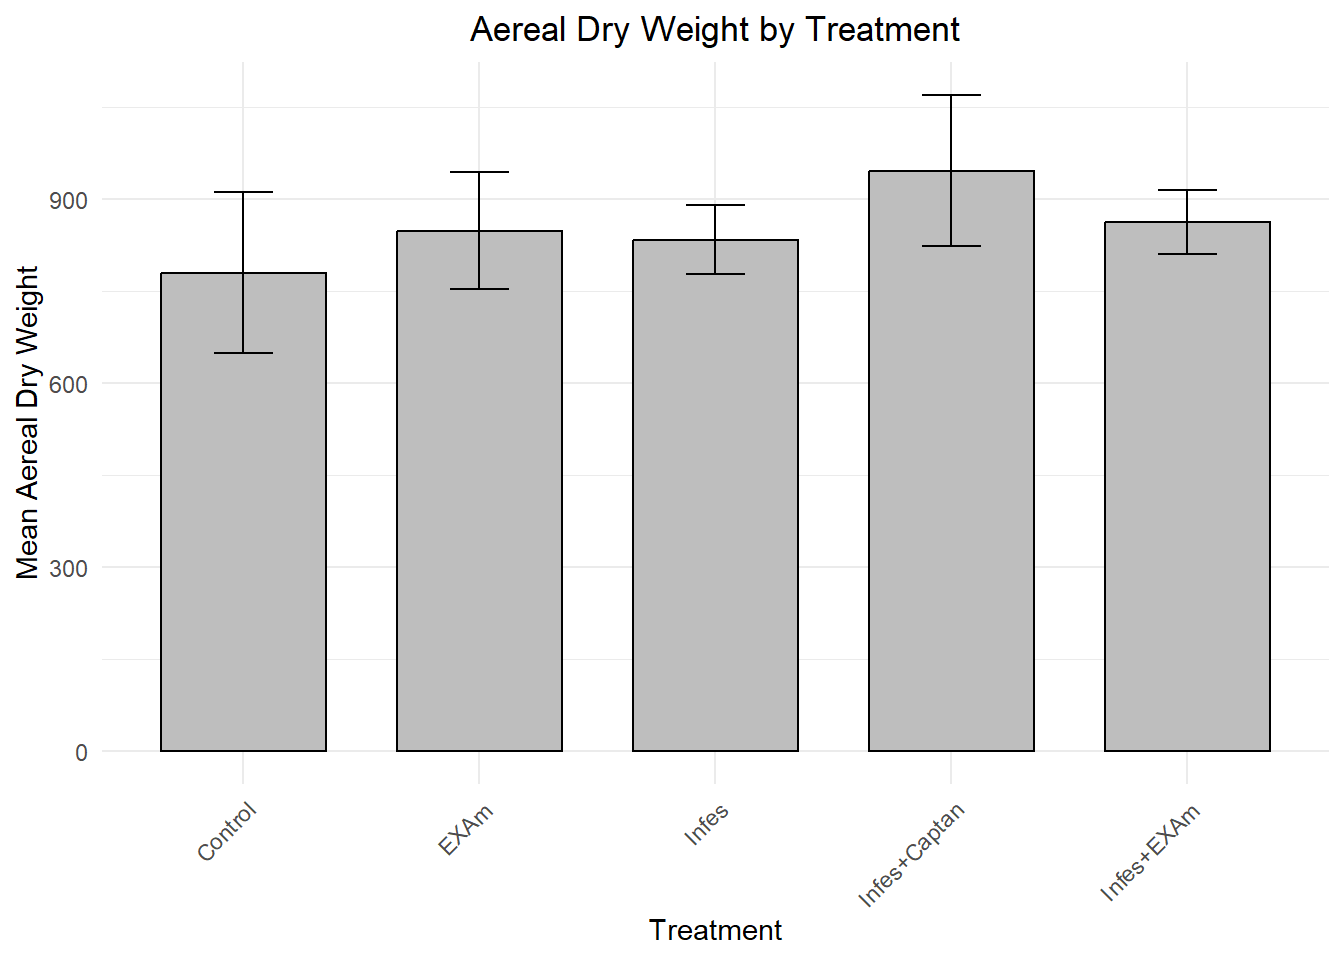 Aereal Dry Weight by Treatment
Mean Aereal Dry Weight
900
600
300
0
Control
EXAm
Infes
Infes+Captan
Infes+EXAm
Treatment